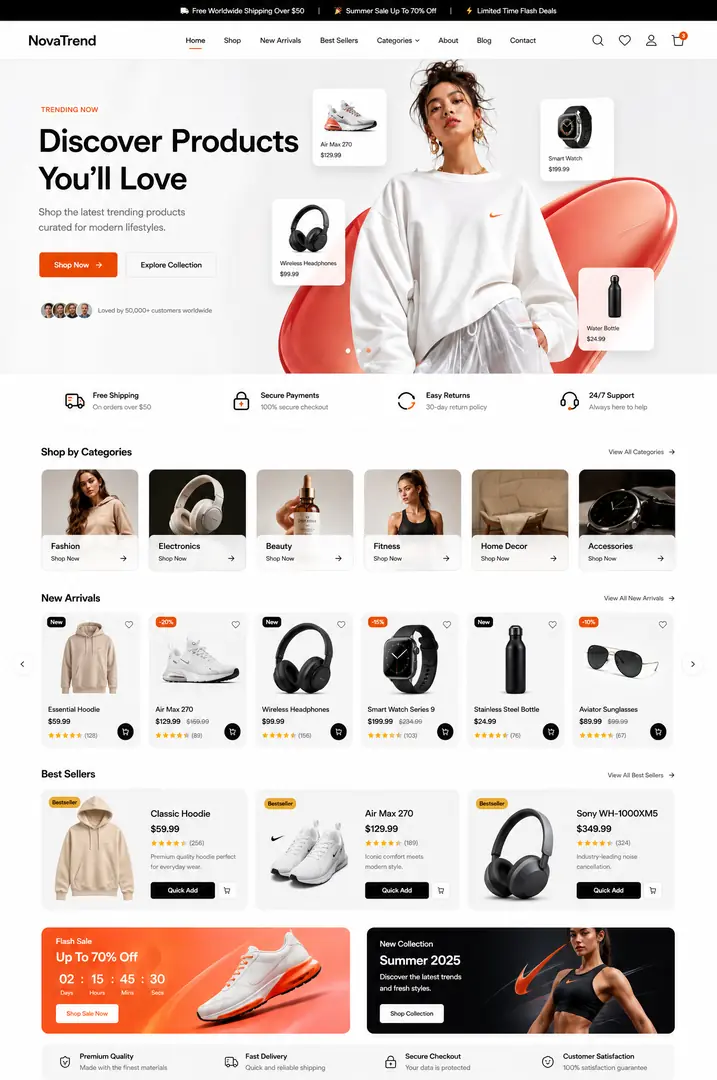 Free Worldwide Shipping Over $50 | Summer Sale Up To 70% Off | Limited Time Flash Deals
NovaTrend
Home Shop New Arrivals Best Sellers Categories About Blog Contact
3
TRENDING NOW
Discover Products
You'll Love
Shop the latest trending products
curated for modern lifestyles.
Shop Now →
Explore Collection
Loved by 50,000+ customers worldwide
Air Max 270
$129.99
Smart Watch
$199.99
Wireless Headphones
$99.99
Water Bottle
$24.99
Free Shipping
On orders over $50
Secure Payments
100% secure checkout
Easy Returns
30-day return policy
24/7 Support
Always here to help
Shop by Categories
View All Categories →
Fashion
Shop Now →
Electronics
Shop Now →
Beauty
Shop Now →
Fitness
Shop Now →
Home Decor
Shop Now →
Accessories
Shop Now →
New Arrivals
View All New Arrivals →
New
Essential Hoodie
$59.99
(128)
-20%
Air Max 270
$129.99 $159.99
(89)
New
Wireless Headphones
$99.99
(156)
-15%
Smart Watch Series 9
$199.99 $234.99
(103)
New
Stainless Steel Bottle
$24.99
(76)
-10%
Aviator Sunglasses
$89.99 $99.99
(67)
Best Sellers
View All Best Sellers →
Bestseller
Classic Hoodie
$59.99
(256)
Premium quality hoodie perfect
for everyday wear.
Quick Add
Bestseller
Air Max 270
$129.99
(189)
Iconic comfort meets
modern style.
Quick Add
Bestseller
Sony WH-1000XM5
$349.99
(324)
Industry-leading noise
cancellation.
Quick Add
Flash Sale
Up To 70% Off
02 : 15 : 45 : 30
Days Hours Mins Secs
Shop Sale Now
New Collection
Summer 2025
Discover the latest trends
and fresh styles.
Shop Collection
Premium Quality
Made with the finest materials
Fast Delivery
Quick and reliable shipping
Secure Checkout
Your data is protected
Customer Satisfaction
100% satisfaction guarantee